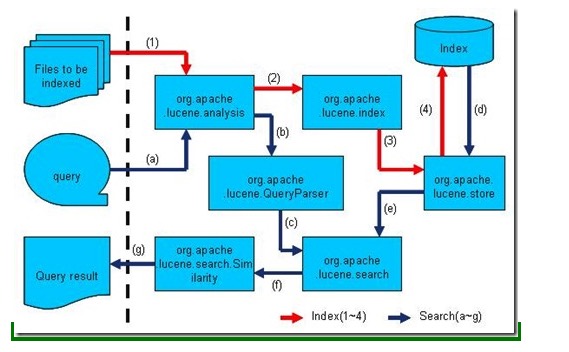 (1)
Files to be
indexed
Index
(2)
org.apache
.lucene.analysis
org.apache
.lucene.index
(4)
(d)
(a)
(b)
(3)
query
org.apache
.lucene.QueryParser
org.apache.
lucene.store
(c)
(e)
(g)
org.apache
.lucene.search.Sim
ilarity
org.apache
.lucene.search
Query result
(f)
Index(1~4)
Search(a~g)